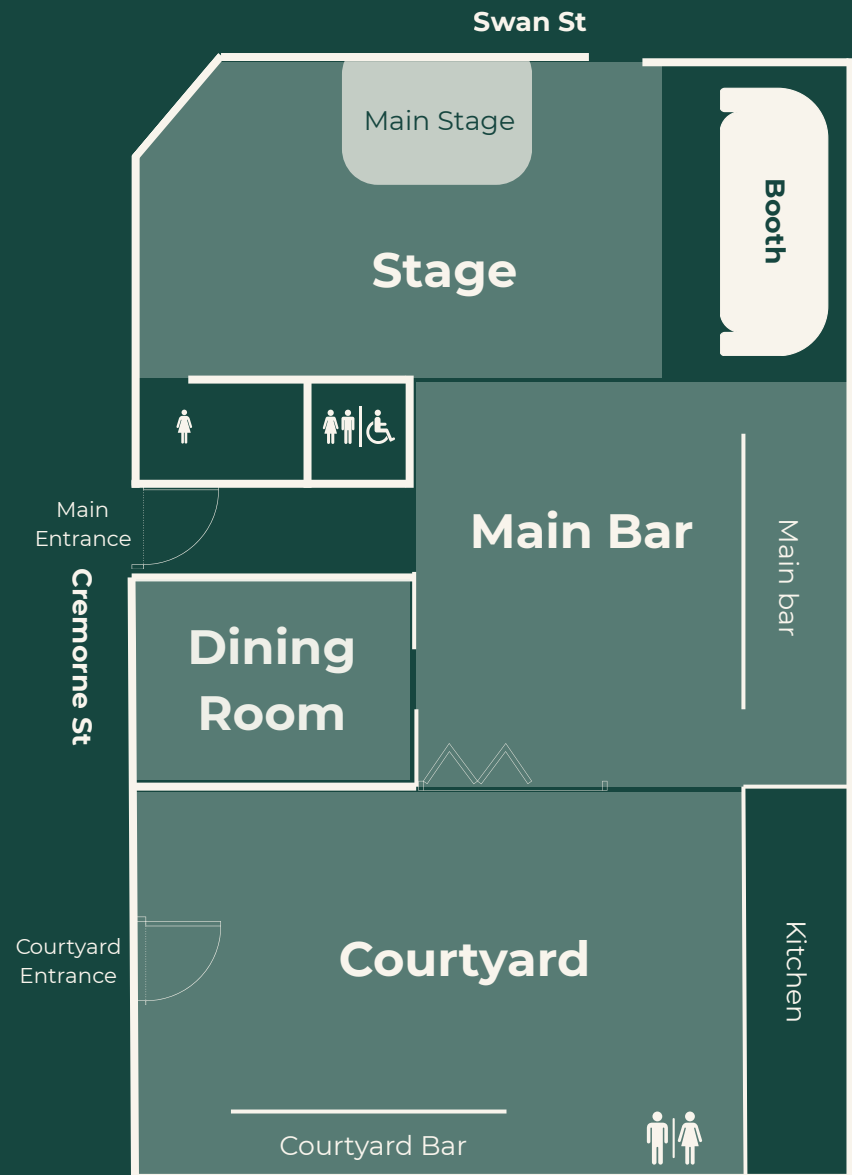 Swan St
Main Stage
Booth
Stage
Main
Entrance
Main Bar
Main bar
Cremorne St
Dining
Room
Courtyard
Entrance
Courtyard
Kitchen
Courtyard Bar